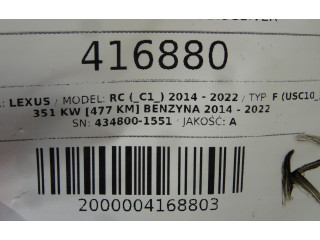 416880
LEXUS / MODEL: RC (_C1_) 2014 - 2022 / TYP: F (USC10_
351 KW [477 KM] BENZYNA 2014 - 2022
SN: 434800-1551 / JAKOŚĆ: A
2000004168803